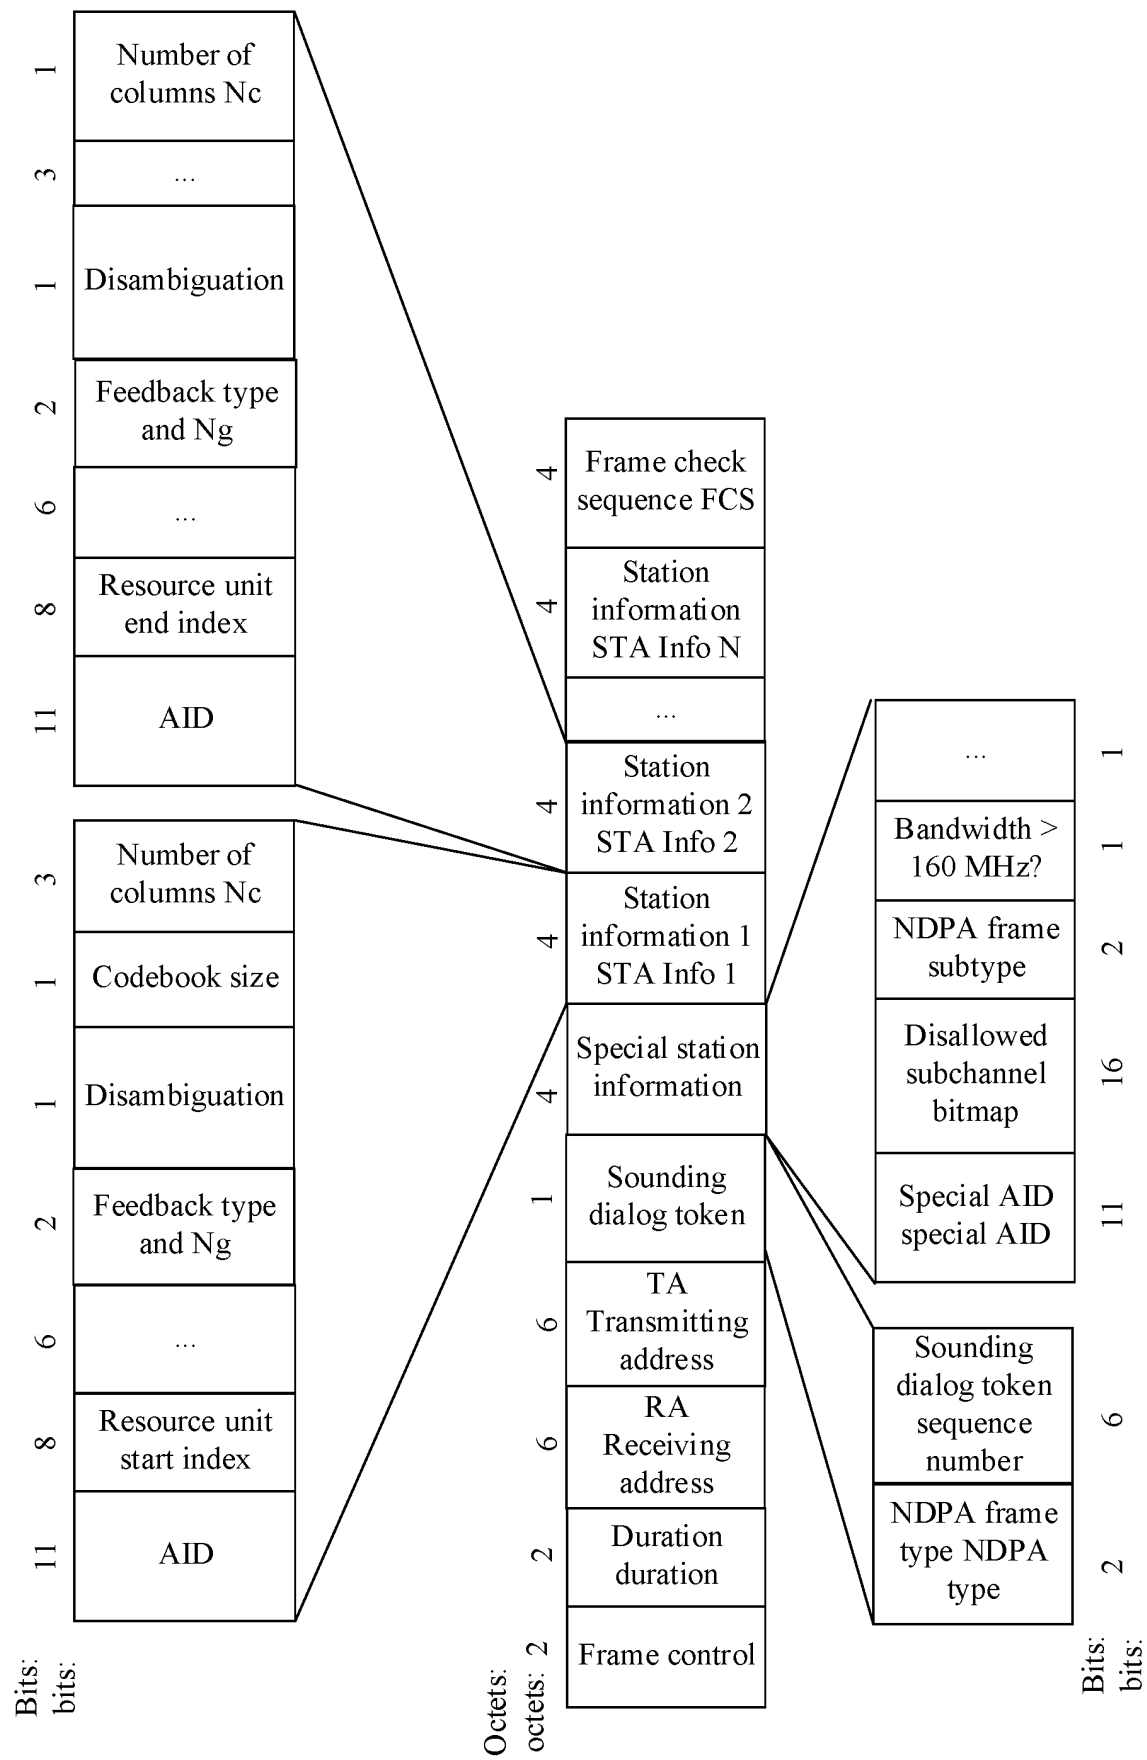 1
Number of
columns Nc
3
...
1
Disambiguation
2
Feedback type
and Ng
6
...
8
Resource unit
end index
11
AID
3
Number of
columns Nc
1
Codebook size
1
Disambiguation
2
Feedback type
and Ng
6
...
8
Resource unit
start index
11
AID
Bits:
bits:
4
Frame check
sequence FCS
4
Station
information
STA Info N
...
4
Station
information 2
STA Info 2
4
Station
information 1
STA Info 1
4
Special station
information
1
Sounding
dialog token
6
TA
Transmitting
address
6
RA
Receiving
address
2
Duration
duration
2
Frame control
Octets:
octets:
...
1
Bandwidth >
160 MHz?
1
NDPA frame
subtype
2
Disallowed
subchannel
bitmap
16
Special AID
special AID
11
Sounding
dialog token
sequence
number
6
NDPA frame
type NDPA
type
2
Bits:
bits: